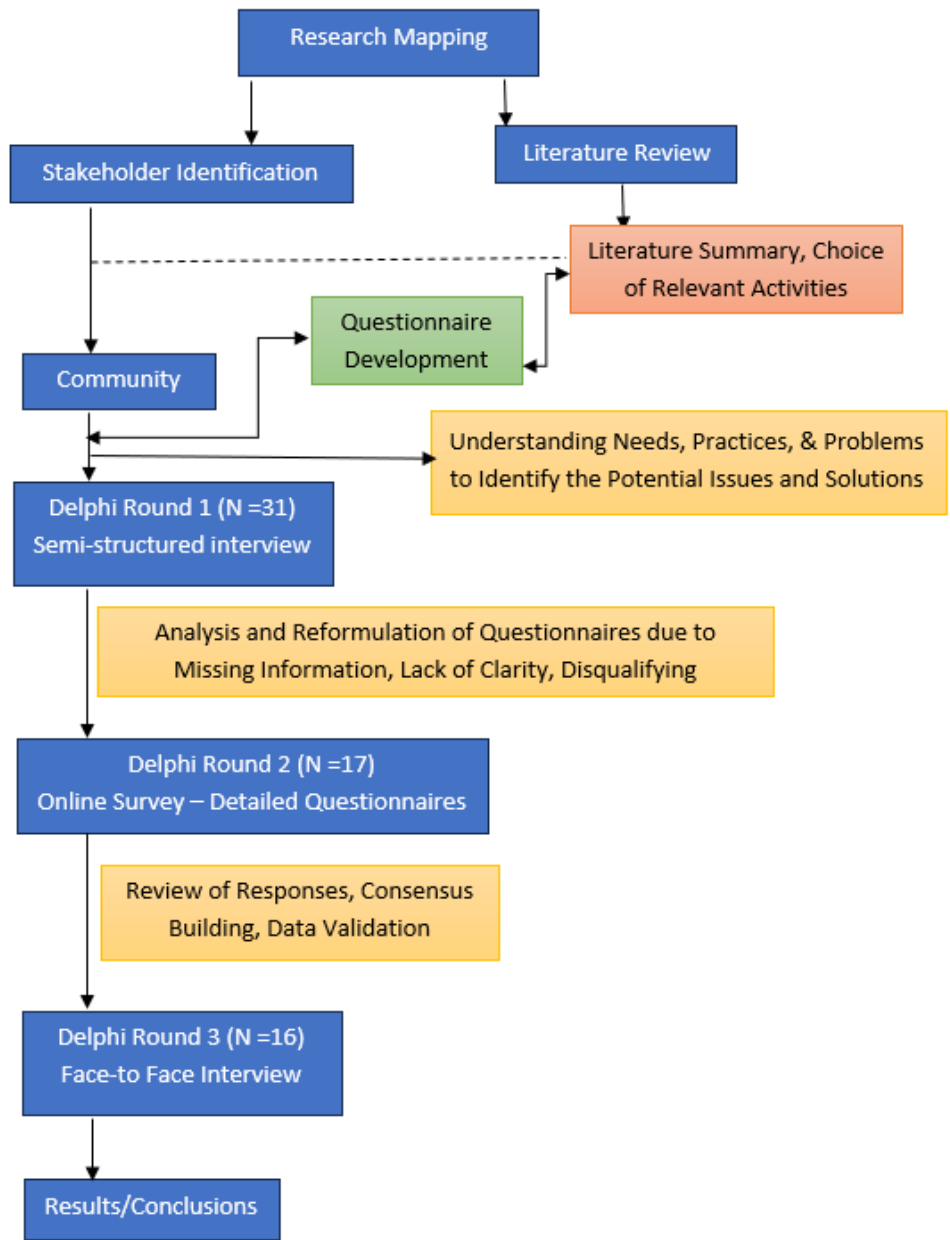 Research Mapping
Stakeholder Identification
Literature Review
Literature Summary, Choice
of Relevant Activities
Questionnaire
Development
Community
Understanding Needs, Practices, & Problems
to Identify the Potential Issues and Solutions
Delphi Round 1 (N =31)
Semi-structured interview
Analysis and Reformulation of Questionnaires due to
Missing Information, Lack of Clarity, Disqualifying
Delphi Round 2 (N =17)
Online Survey – Detailed Questionnaires
Review of Responses, Consensus
Building, Data Validation
Delphi Round 3 (N =16)
Face-to Face Interview
Results/Conclusions